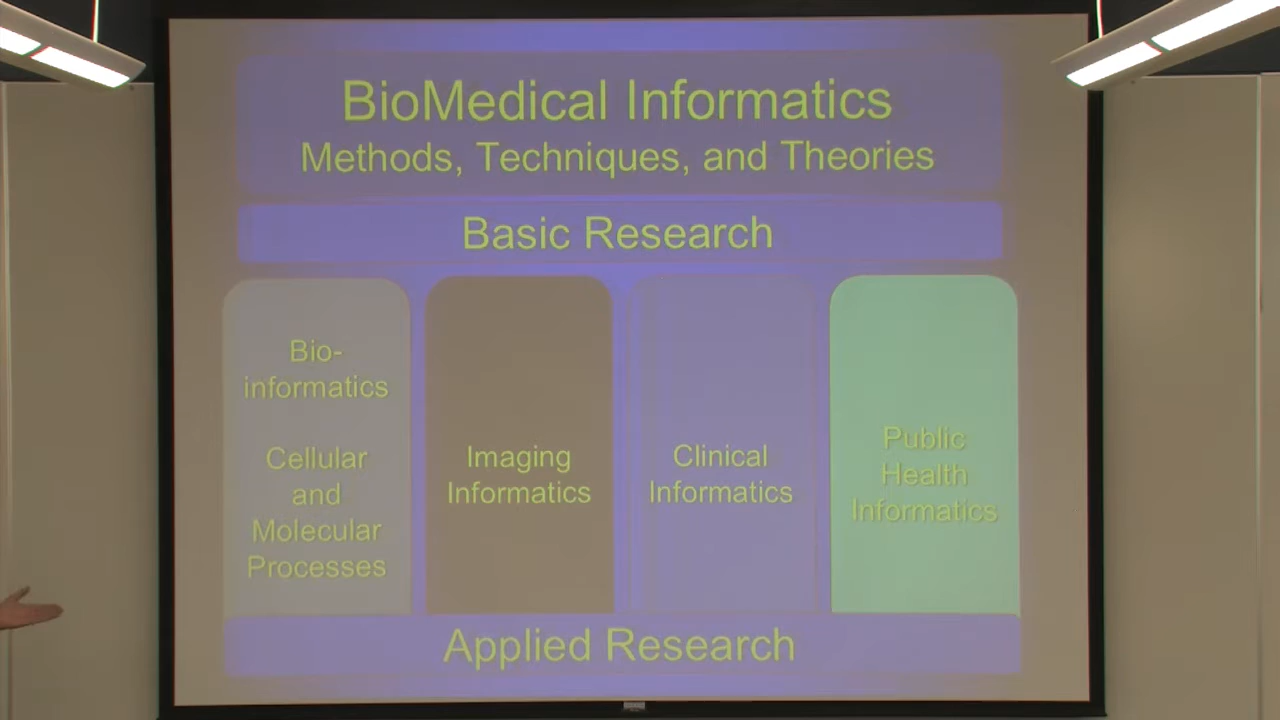 BioMedical Informatics
Methods, Techniques, and Theories
Basic Research
Bio-
informatics
Cellular
and
Molecular
Processes
Imaging
Informatics
Clinical
Informatics
Public
Health
Informatics
Applied Research